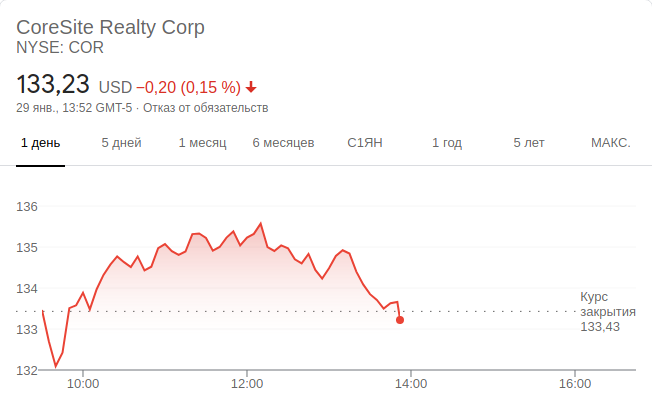 CoreSite Realty Corp
NYSE: COR
133,23 USD −0,20 (0,15 %)
29 янв., 13:52 GMT-5 · Отказ от обязательств
1 день 5 дней 1 месяц 6 месяцев С1ЯН 1 год 5 лет МАКС.
136
135
134
133
132
Курс
закрытия
133,43
10:00 12:00 14:00 16:00